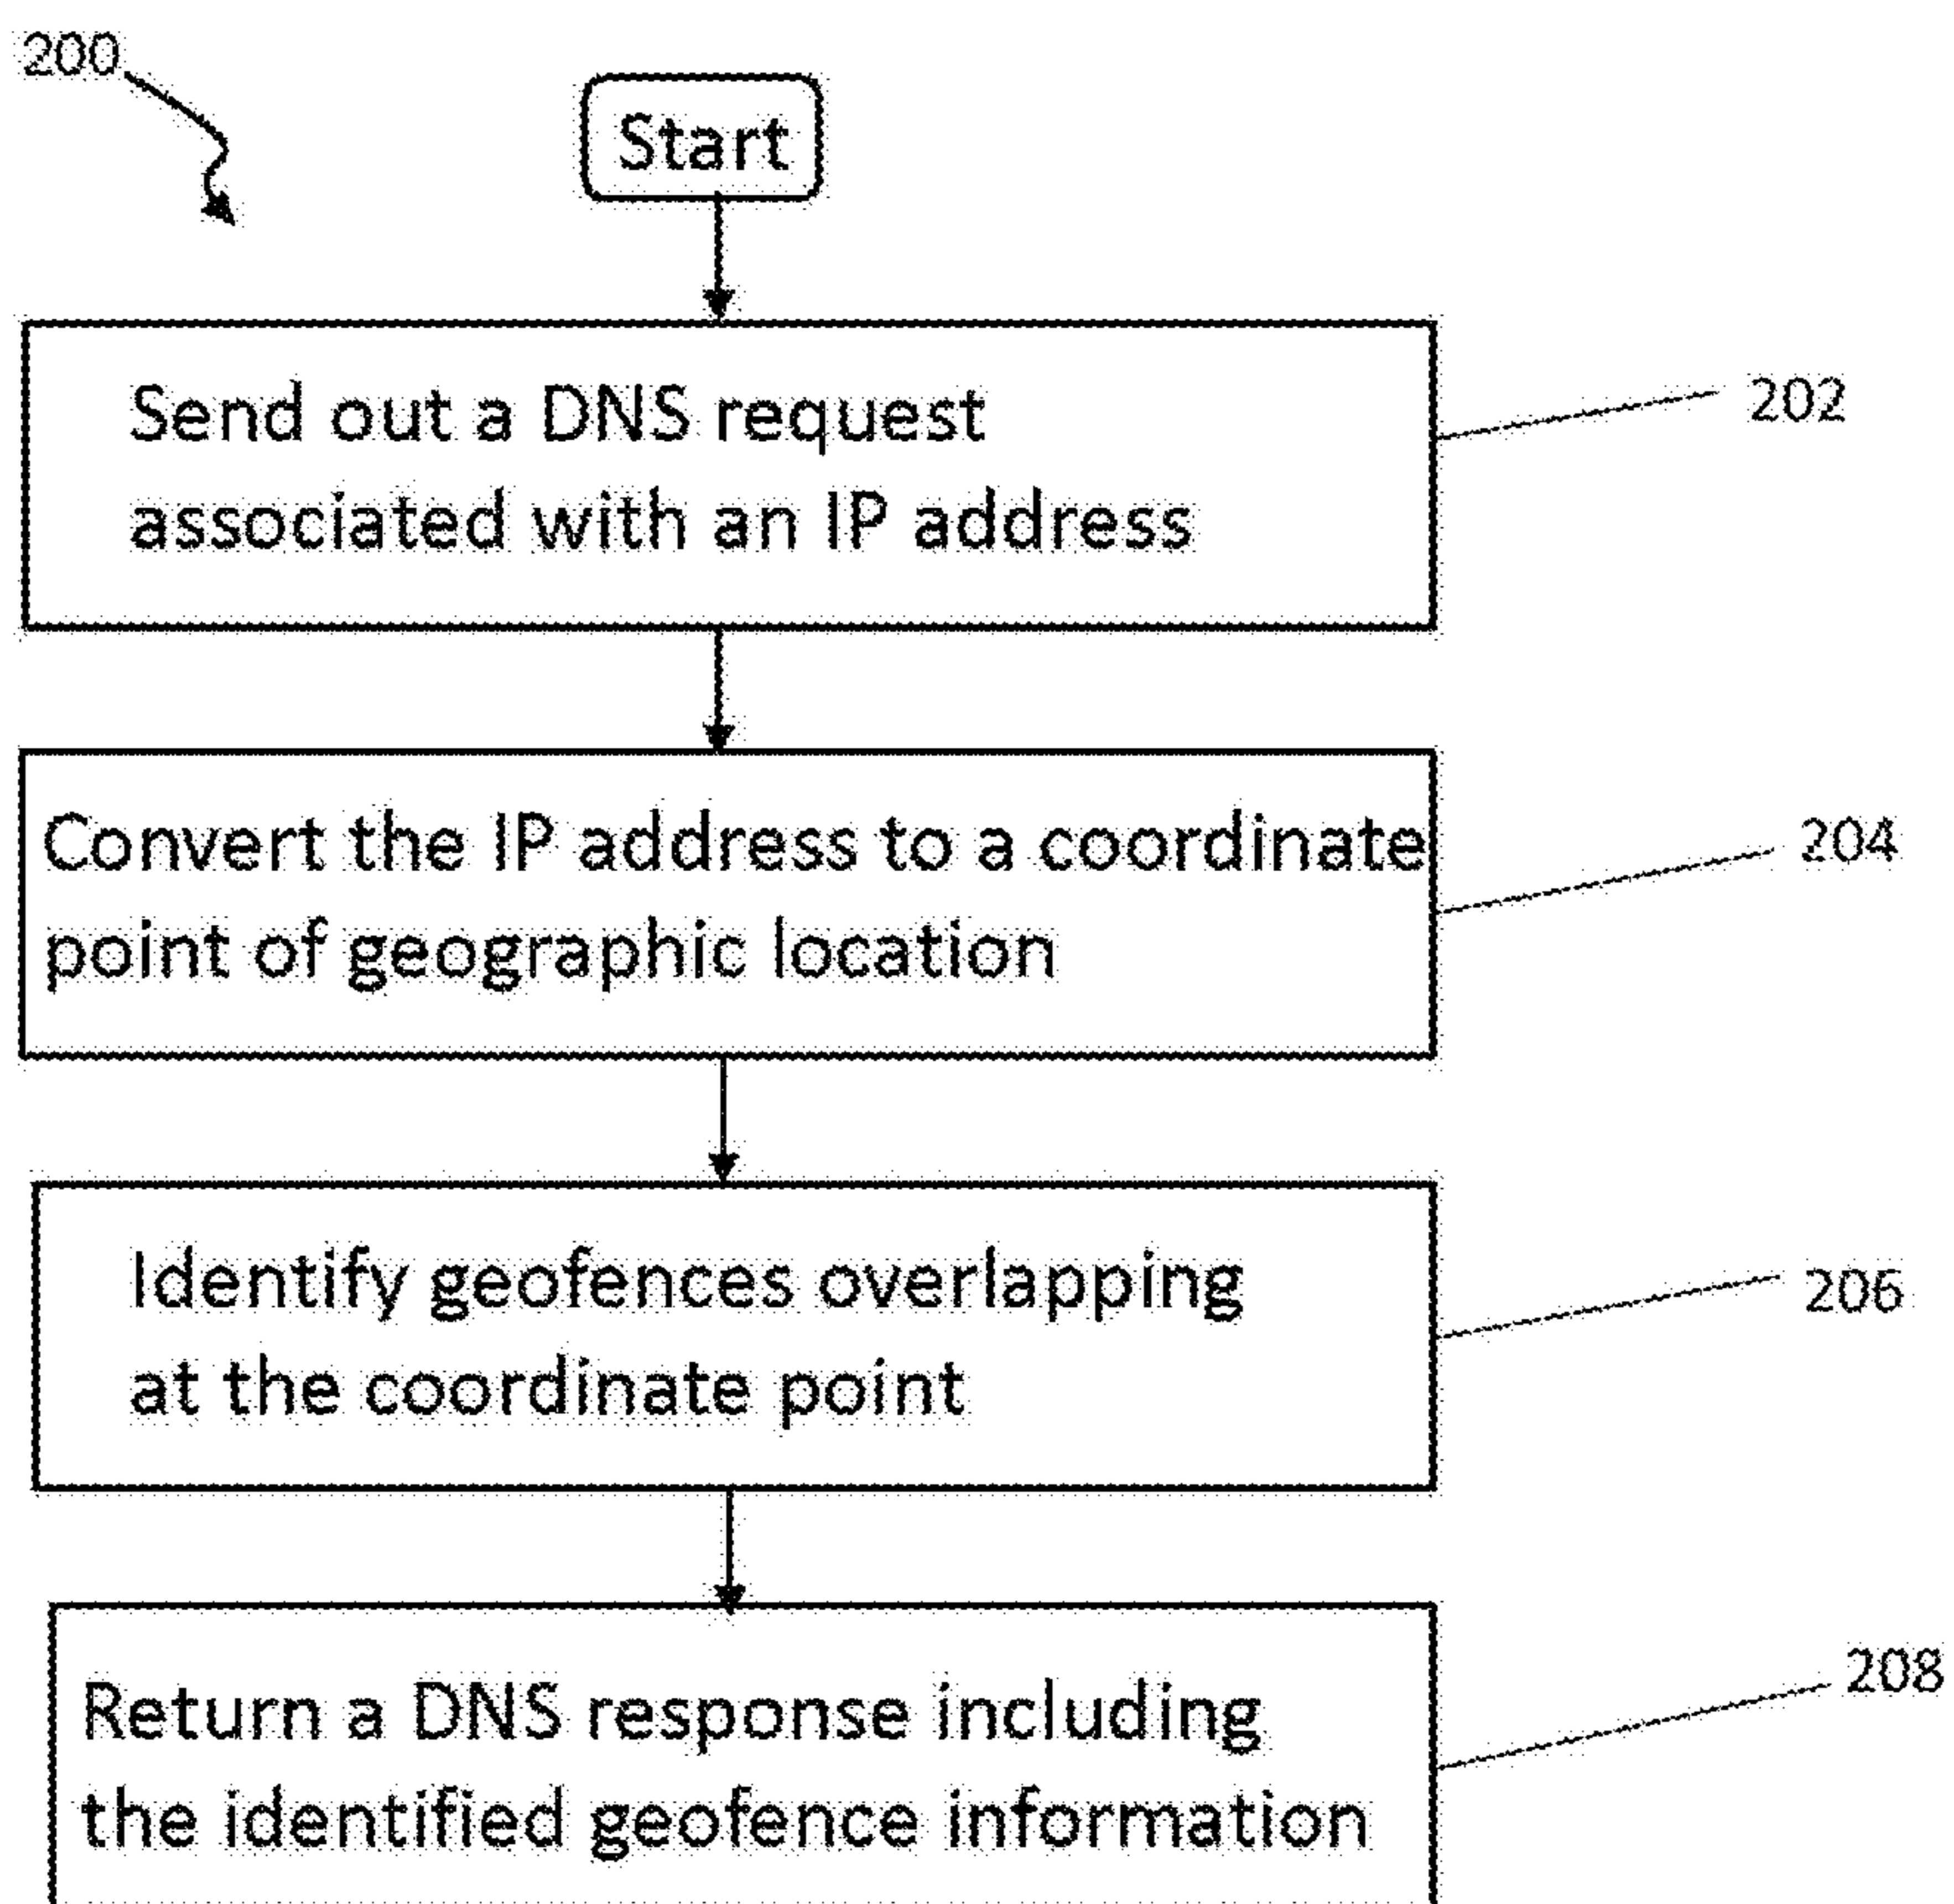 200
Start
Send out a DNS request
associated with an IP address
202
Convert the IP address to a coordinate
point of geographic location
204
Identify geofences overlapping
at the coordinate point
206
Return a DNS response including
the identified geofence information
208